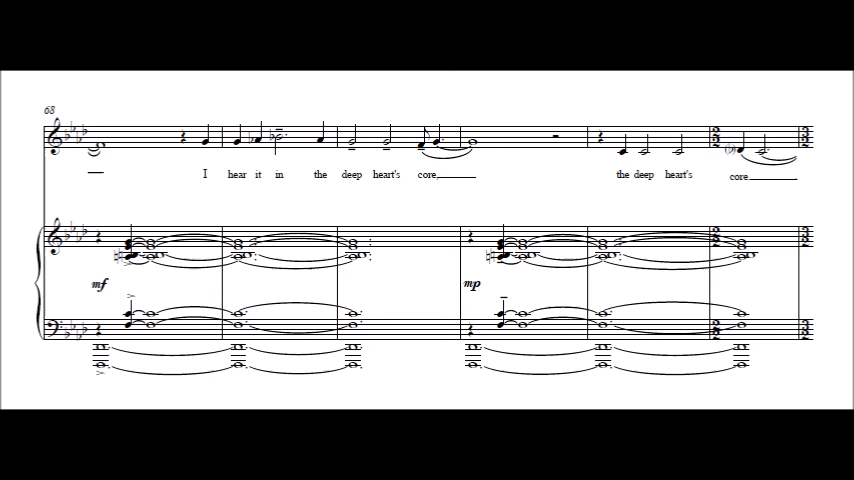 68
I hear it in the deep heart's core, the deep heart's core
mf
mp